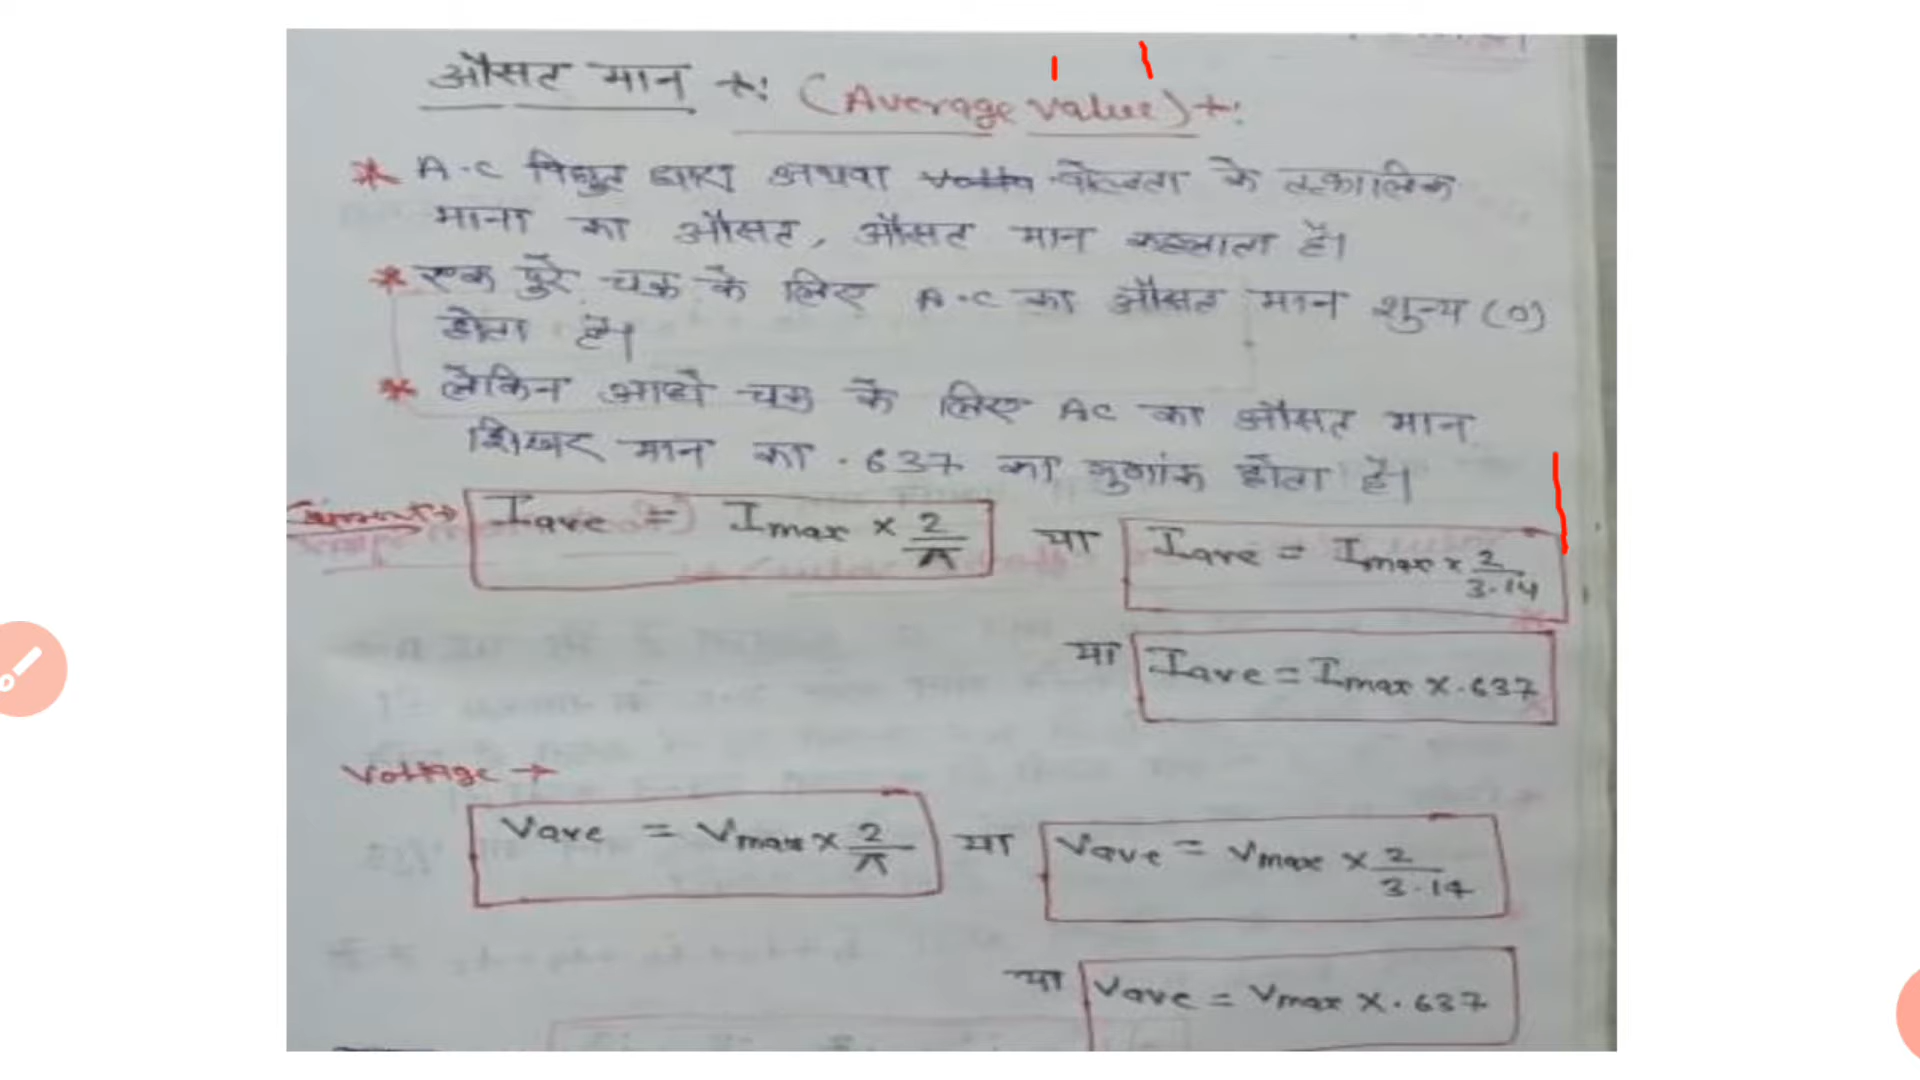 औसत मान →: (Average value) →:
* A.C विद्युत धारा अथवा वोल्टता के तत्कालिक
मानो का औसत, औसत मान कहलाता है।
* एक पुरे चक्र के लिए A.C का औसत मान शुन्य (0)
होता है।
* लेकिन आधे चक्र के लिए AC का औसत मान
शिखर मान का .637 का गुणांक होता है।
Current → Iave = Imax × 2/π या Iave = Imax × 2/3.14
या Iave = Imax × .637
Voltage →
Vave = Vmax × 2/π या Vave = Vmax × 2/3.14
या Vave = Vmax × .637